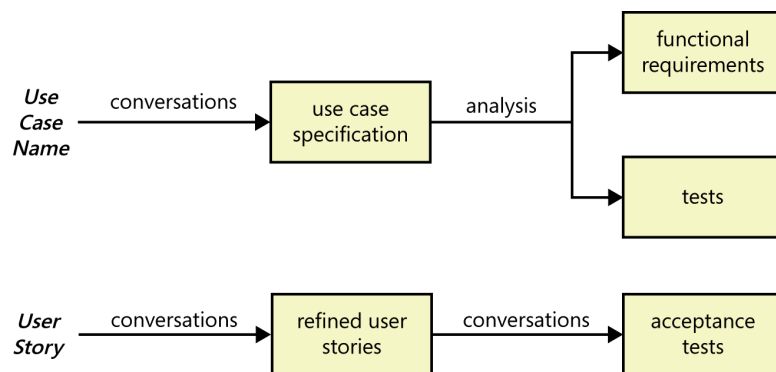 Use
Case
Name
conversations
use case
specification
analysis
functional
requirements
tests
User
Story
conversations
refined user
stories
conversations
acceptance
tests